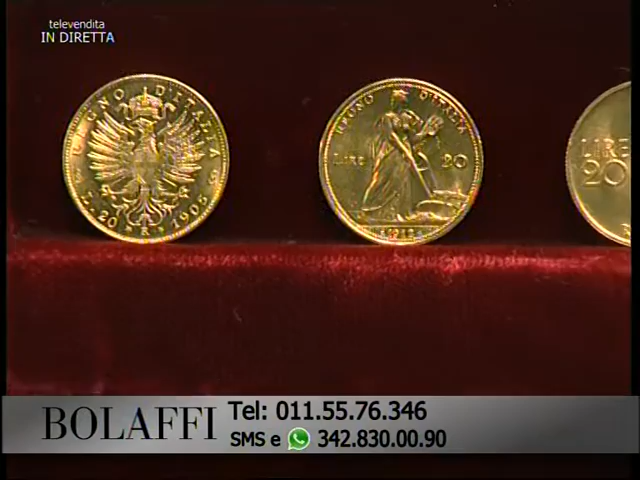 televendita
IN DIRETTA
REGNO D'ITALIA
L. 20 * R * 1905
REGNO D'ITALIA
LIRE 20
LIRE
20
BOLAFFI
Tel: 011.55.76.346
SMS e 342.830.00.90